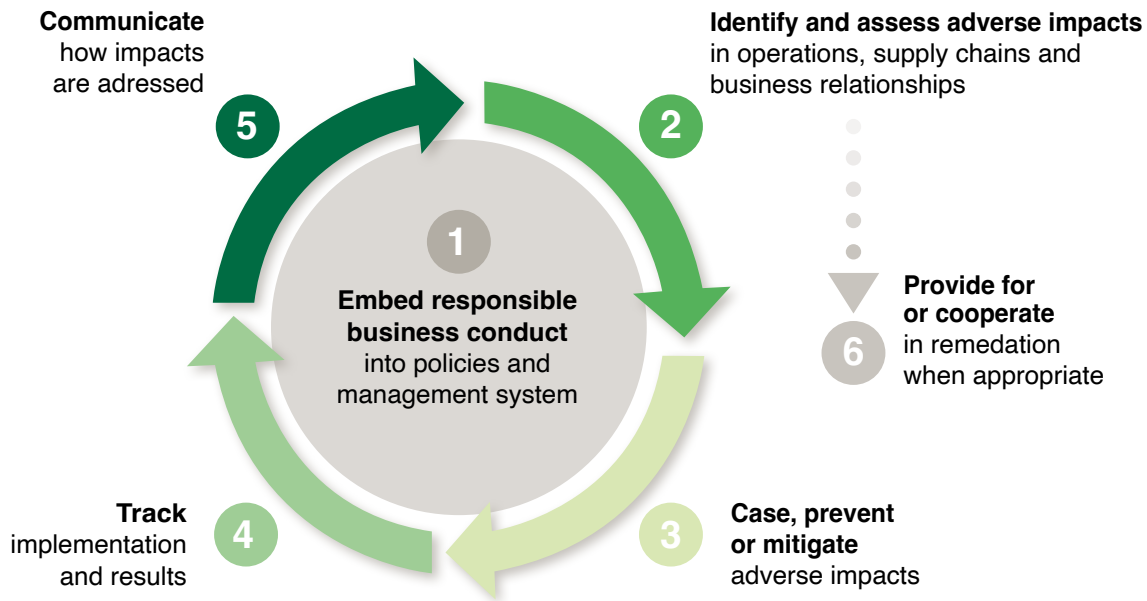 1
Embed responsible
business conduct
into policies and
management system
2
Identify and assess adverse impacts
in operations, supply chains and
business relationships
3
Case, prevent
or mitigate
adverse impacts
4
Track
implementation
and results
5
Communicate
how impacts
are adressed
6
Provide for
or cooperate
in remedation
when appropriate